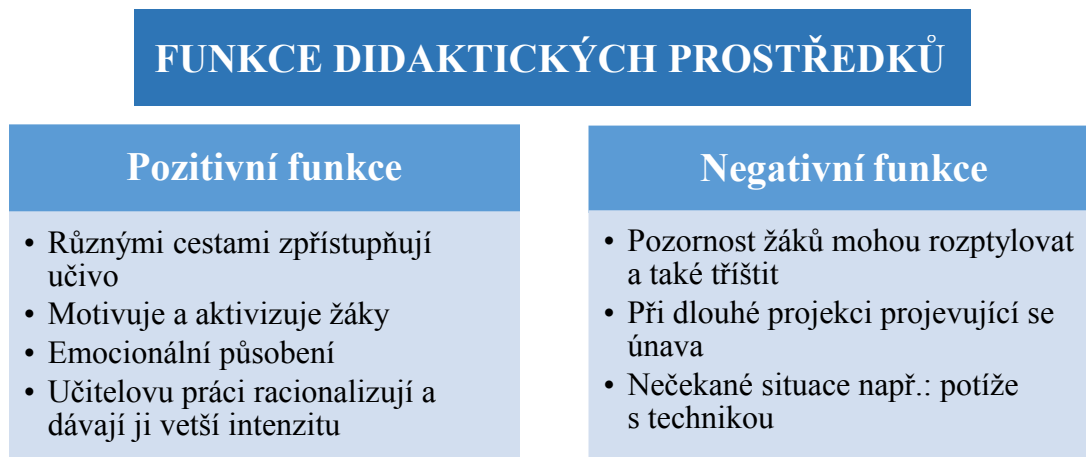 FUNKCE DIDAKTICKÝCH PROSTŘEDKŮ
Pozitivní funkce
• Různými cestami zpřístupňují
učivo
• Motivuje a aktivizuje žáky
• Emocionální působení
• Učitelovu práci racionalizují a
dávají ji vetší intenzitu
Negativní funkce
• Pozornost žáků mohou rozptylovat
a také tříštit
• Při dlouhé projekci projevující se
únava
• Nečekané situace např.: potíže
s technikou